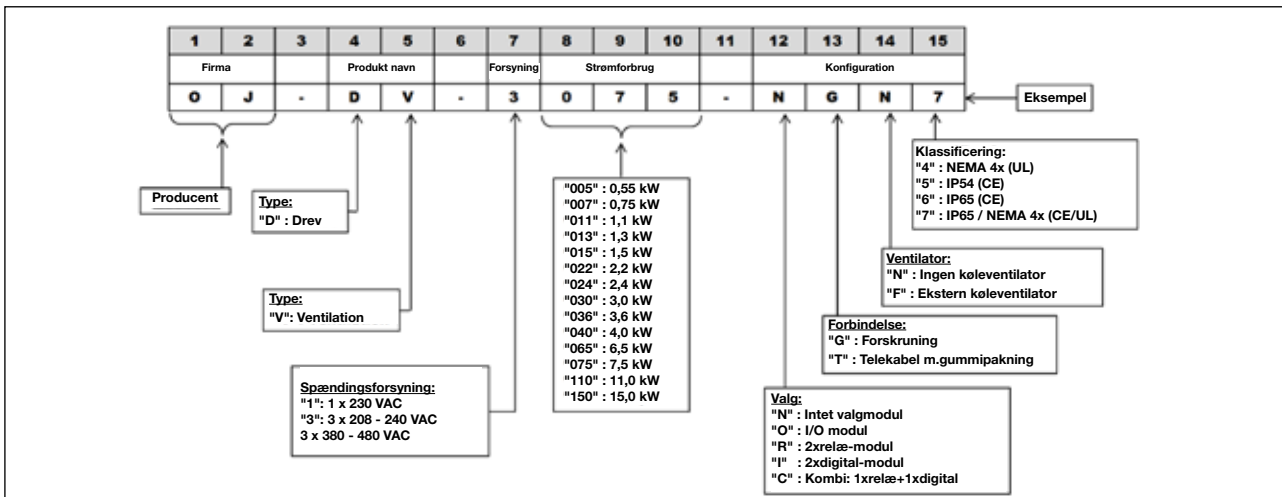 1 2 3 4 5 6 7 8 9 10 11 12 13 14 15
Firma Produkt navn Forsyning Strømforbrug Konfiguration
O J - D V - 3 0 7 5 - N G N 7
Eksempel
Producent
Type:
"D" : Drev
Type:
"V": Ventilation
Spændingsforsyning:
"1": 1 x 230 VAC
"3": 3 x 208 - 240 VAC
3 x 380 - 480 VAC
"005" : 0,55 kW
"007" : 0,75 kW
"011" : 1,1 kW
"013" : 1,3 kW
"015" : 1,5 kW
"022" : 2,2 kW
"024" : 2,4 kW
"030" : 3,0 kW
"036" : 3,6 kW
"040" : 4,0 kW
"065" : 6,5 kW
"075" : 7,5 kW
"110" : 11,0 kW
"150" : 15,0 kW
Klassificering:
"4" : NEMA 4x (UL)
"5" : IP54 (CE)
"6" : IP65 (CE)
"7" : IP65 / NEMA 4x (CE/UL)
Ventilator:
"N" : Ingen køleventilator
"F" : Ekstern køleventilator
Forbindelse:
"G" : Forskruning
"T" : Telekabel m.gummipakning
Valg:
"N" : Intet valgmodul
"O" : I/O modul
"R" : 2xrelæ-modul
"I" : 2xdigital-modul
"C" : Kombi: 1xrelæ+1xdigital